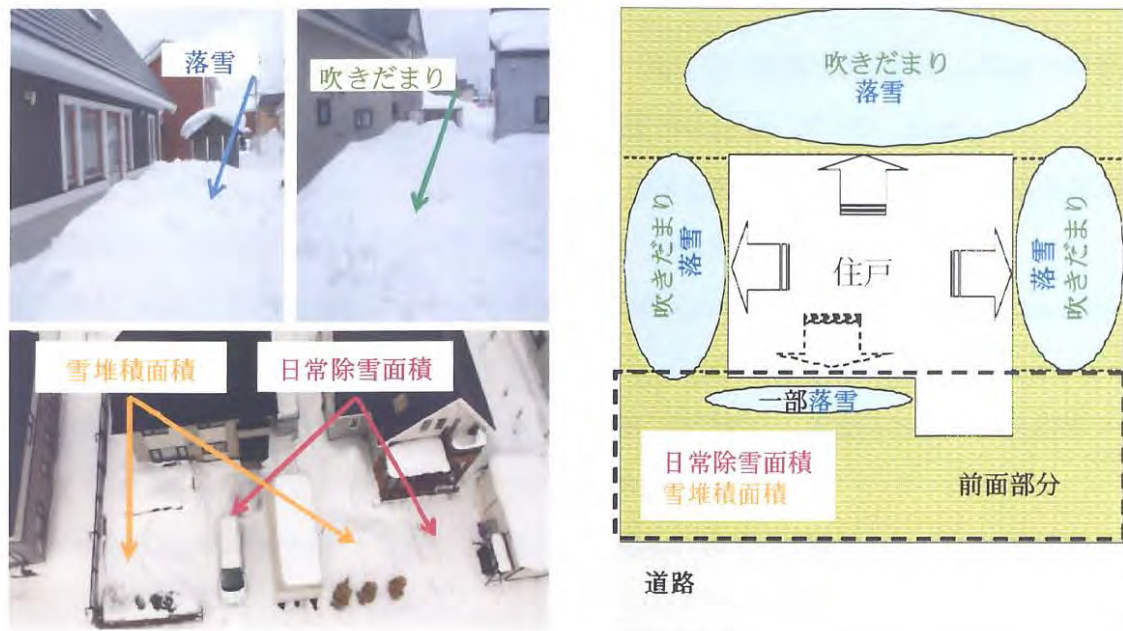 落雪
吹きだまり
雪堆積面積
日常除雪面積
吹きだまり
落雪
吹きだまり
落雪
住戸
落雪
吹きだまり
一部落雪
日常除雪面積
雪堆積面積
前面部分
道路